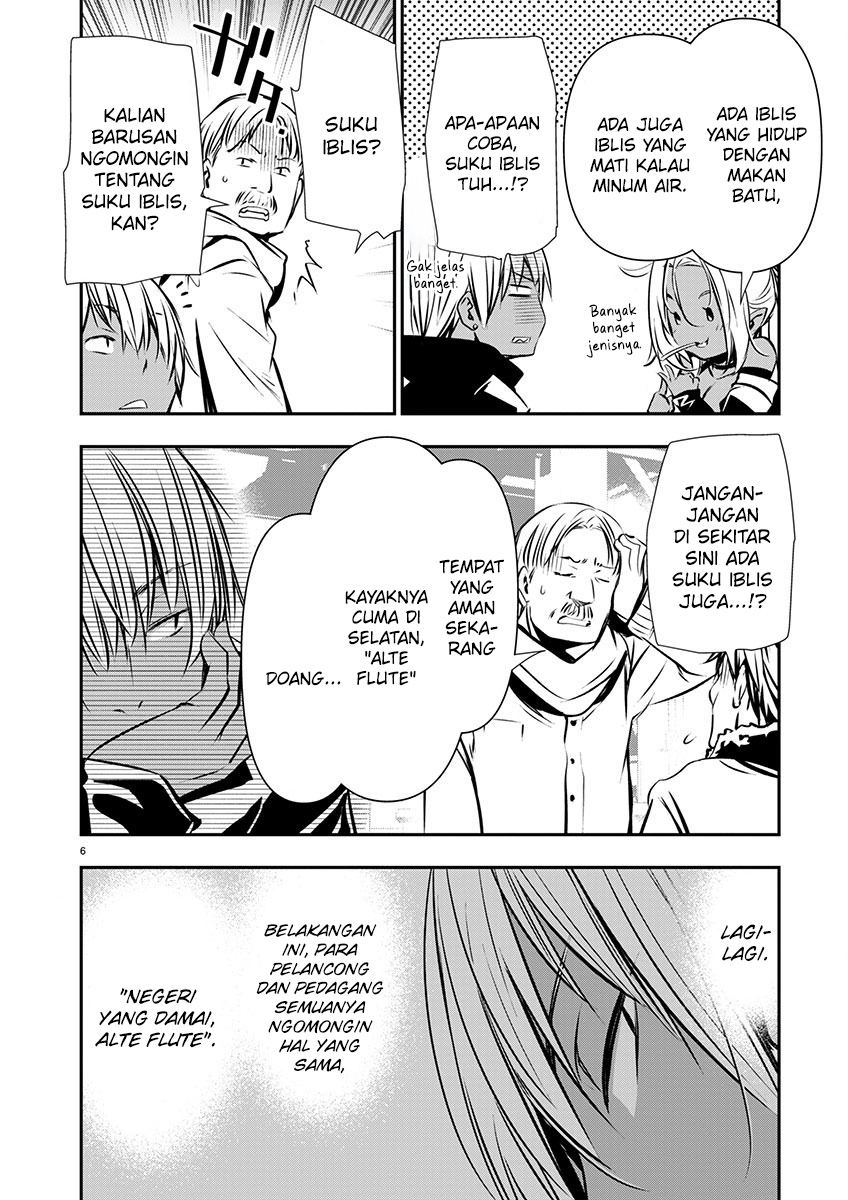 ADA IBLIS
YANG HIDUP
DENGAN
MAKAN
BATU,
ADA JUGA
IBLIS YANG
MATI KALAU
MINUM AIR.
Banyak
banget
jenisnya.
APA-APAAN
COBA,
SUKU IBLIS
TUH...!?
Gak jelas
banget.
ガタ
SUKU
IBLIS?
KALIAN
BARUSAN
NGOMONGIN
TENTANG
SUKU IBLIS,
KAN?
JANGAN-
JANGAN
DI SEKITAR
SINI ADA
SUKU IBLIS
JUGA...!?
TEMPAT
YANG
AMAN
SEKA-
RANG
KAYAKNYA
CUMA DI
SELATAN,
"ALTE
FLUTE"
DOANG...
6
LAGI-
LAGI.
BELAKANGAN
INI, PARA
PELANCONG
DAN PEDAGANG
SEMUANYA
NGOMONGIN
HAL YANG
SAMA,
"NEGERI
YANG DAMAI,
ALTE FLUTE".